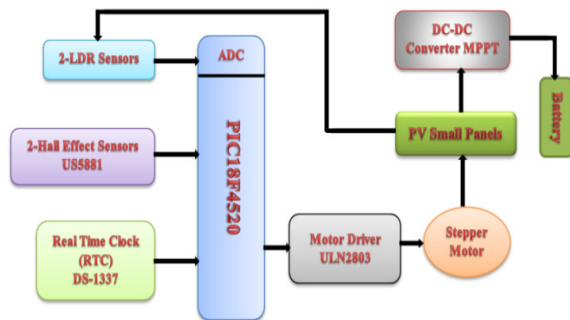 2-LDR Sensors
ADC
DC-DC
Converter MPPT
Battery
2-Hall Effect Sensors
US5881
PIC18F4520
PV Small Panels
Real Time Clock
(RTC)
DS-1337
Motor Driver
ULN2803
Stepper
Motor